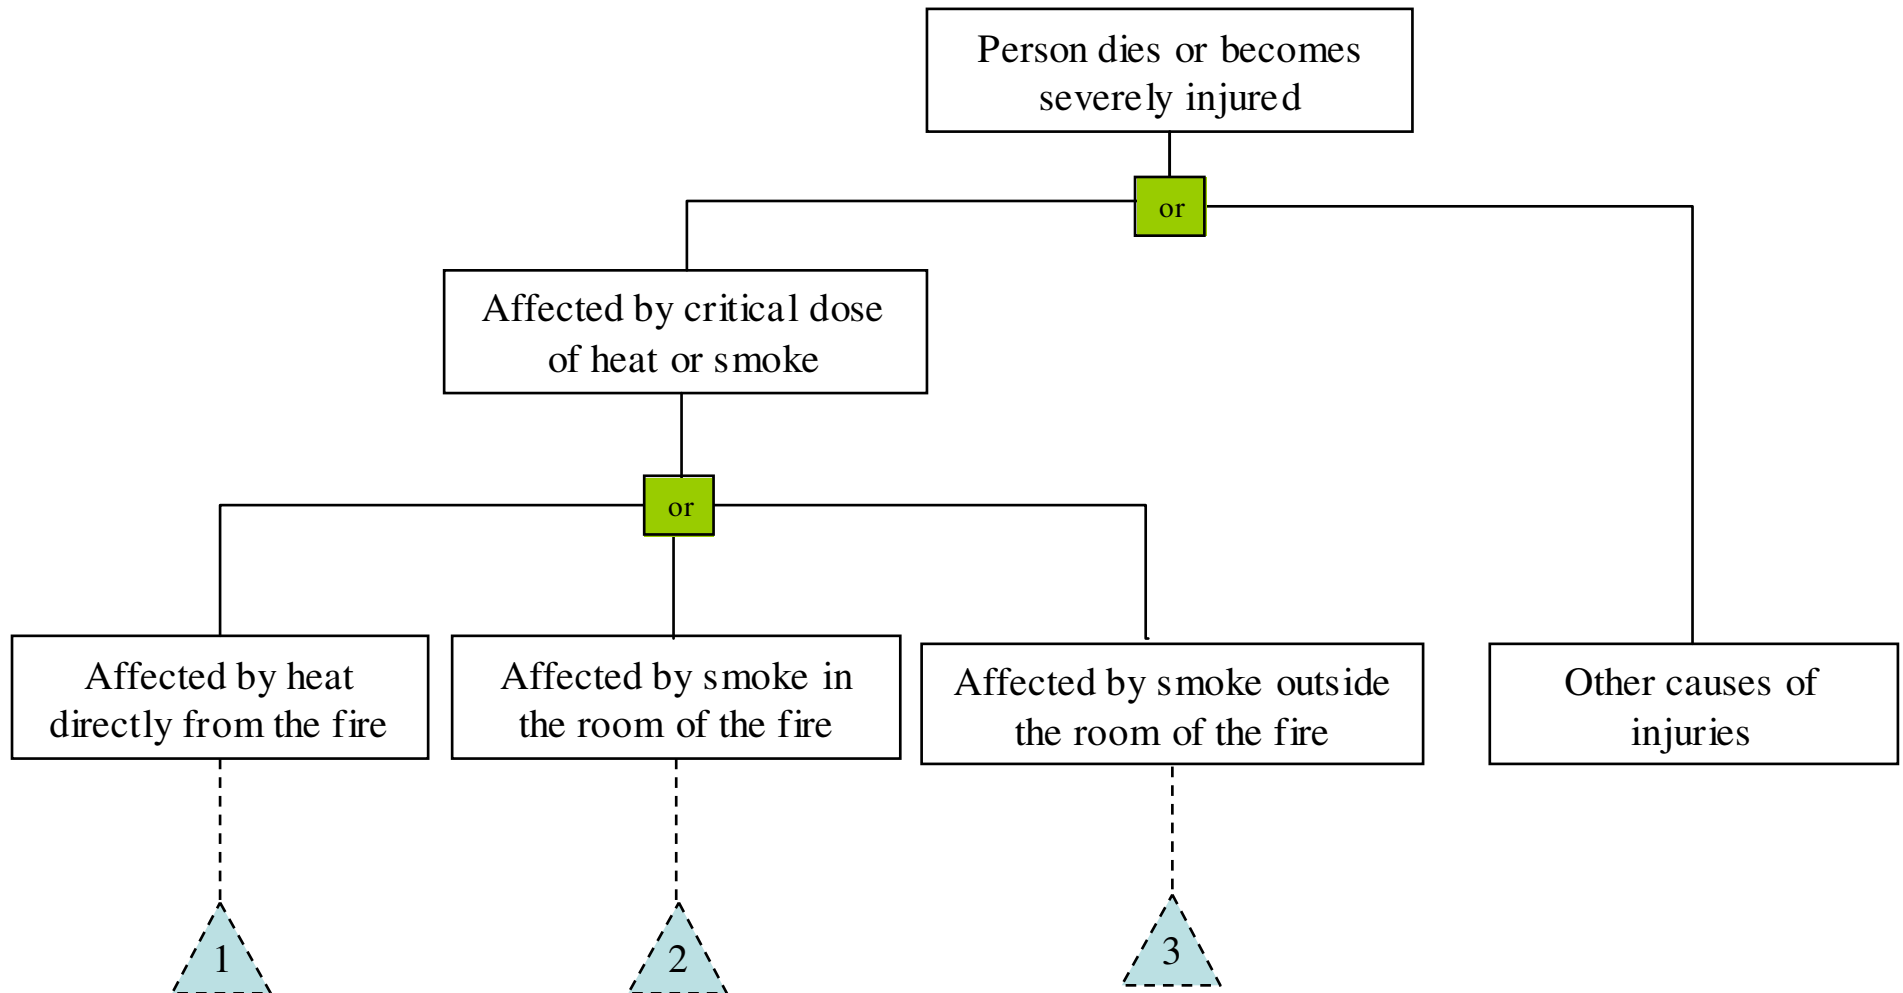 Person dies or becomes
severely injured
or
Affected by critical dose
of heat or smoke
or
Affected by heat
directly from the fire
Affected by smoke in
the room of the fire
Affected by smoke outside
the room of the fire
Other causes of
injuries
1
2
3